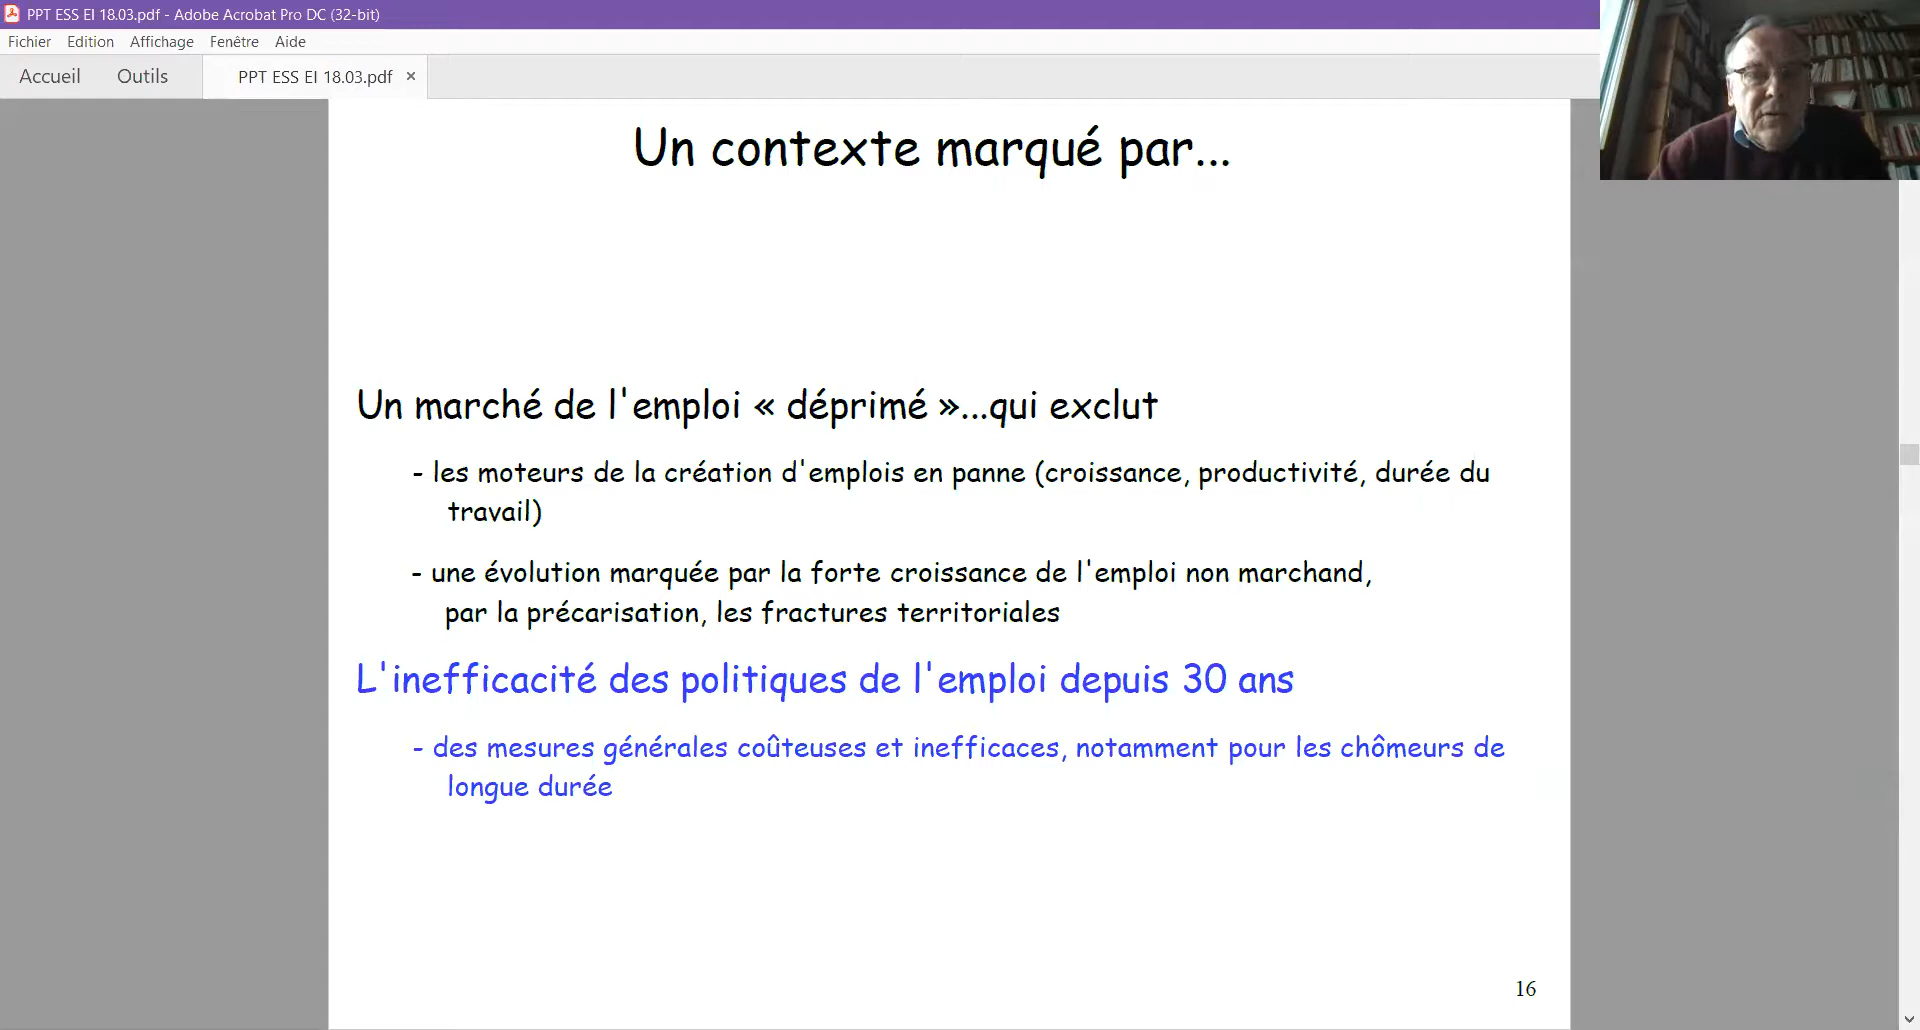 PPT ESS EI 18.03.pdf - Adobe Acrobat Pro DC (32-bit)
Fichier Edition Affichage Fenêtre Aide
Accueil Outils PPT ESS EI 18.03.pdf ×
Un contexte marqué par...
Un marché de l'emploi « déprimé »...qui exclut
- les moteurs de la création d'emplois en panne (croissance, productivité, durée du
travail)
- une évolution marquée par la forte croissance de l'emploi non marchand,
par la précarisation, les fractures territoriales
L'inefficacité des politiques de l'emploi depuis 30 ans
- des mesures générales coûteuses et inefficaces, notamment pour les chômeurs de
longue durée
16